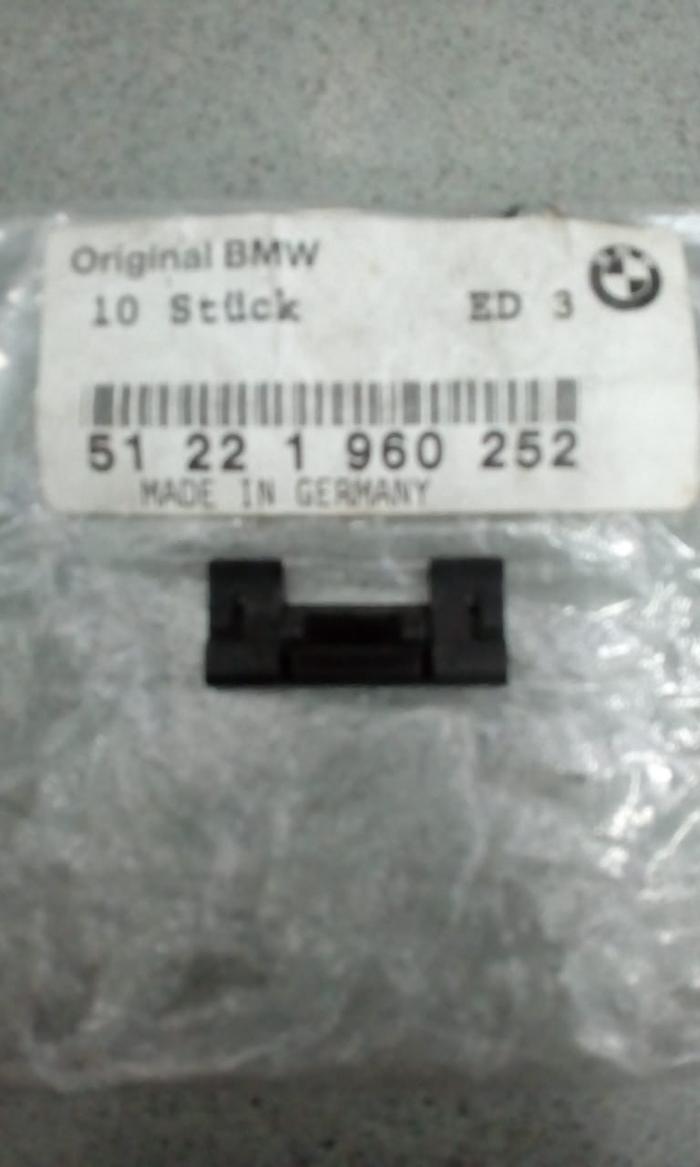 Original BMW
10 Stück ED 3
51 22 1 960 252
MADE IN GERMANY